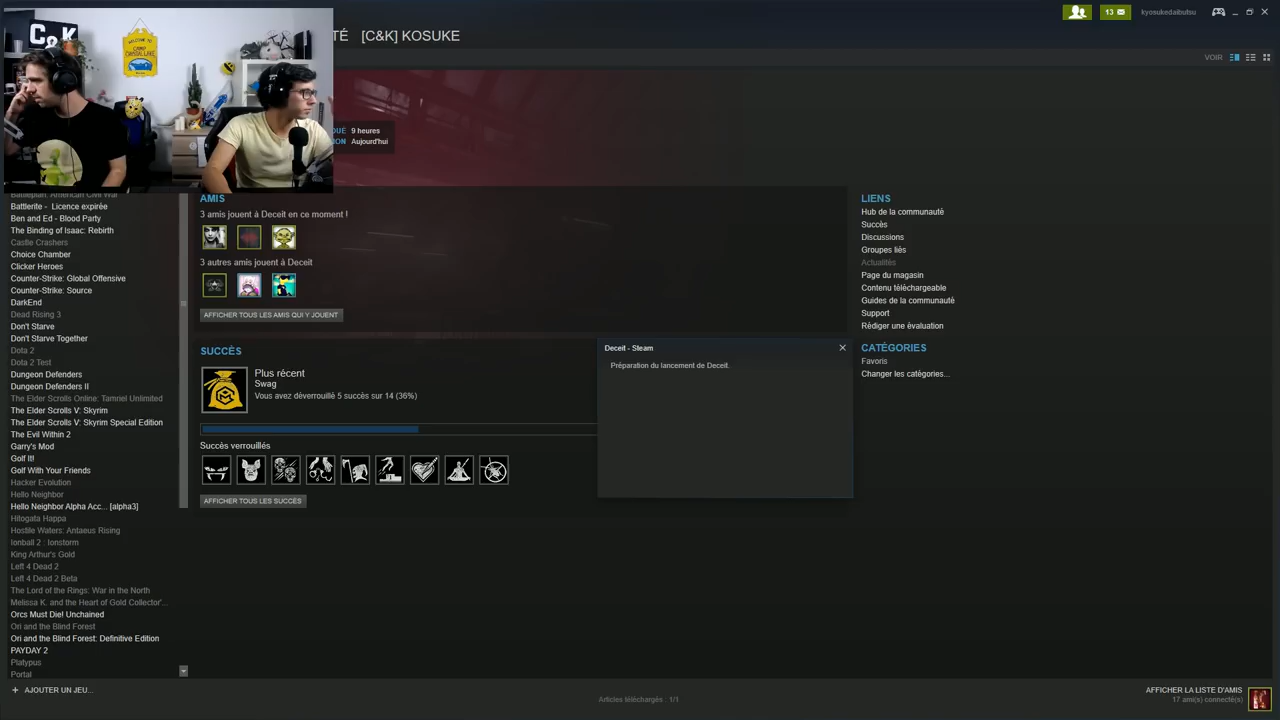 C&K
WELCOME TO
CAMP
CRYSTAL LAKE
TÉ [C&K] KOSUKE
13
kyosukedaibutsu
VOIR
9 heures
Aujourd'hui
Battleplan: American Civil War
Battlerite - Licence expirée
Ben and Ed - Blood Party
The Binding of Isaac: Rebirth
Castle Crashers
Choice Chamber
Clicker Heroes
Counter-Strike: Global Offensive
Counter-Strike: Source
DarkEnd
Dead Rising 3
Don't Starve
Don't Starve Together
Dota 2
Dota 2 Test
Dungeon Defenders
Dungeon Defenders II
The Elder Scrolls Online: Tamriel Unlimited
The Elder Scrolls V: Skyrim
The Elder Scrolls V: Skyrim Special Edition
The Evil Within 2
Garry's Mod
Golf It!
Golf With Your Friends
Hacker Evolution
Hello Neighbor
Hello Neighbor Alpha Acc... [alpha3]
Hitogata Happa
Hostile Waters: Antaeus Rising
Ionball 2 : Ionstorm
King Arthur's Gold
Left 4 Dead 2
Left 4 Dead 2 Beta
The Lord of the Rings: War in the North
Melissa K. and the Heart of Gold Collector'...
Orcs Must Die! Unchained
Ori and the Blind Forest
Ori and the Blind Forest: Definitive Edition
PAYDAY 2
Platypus
Portal
AMIS
3 amis jouent à Deceit en ce moment !
3 autres amis jouent à Deceit
AFFICHER TOUS LES AMIS QUI Y JOUENT
SUCCÈS
Plus récent
Swag
Vous avez déverrouillé 5 succès sur 14 (36%)
Succès verrouillés
AFFICHER TOUS LES SUCCÈS
Deceit - Steam
Préparation du lancement de Deceit.
LIENS
Hub de la communauté
Succès
Discussions
Groupes liés
Actualités
Page du magasin
Contenu téléchargeable
Guides de la communauté
Support
Rédiger une évaluation
CATÉGORIES
Favoris
Changer les catégories...
+ AJOUTER UN JEU...
Articles téléchargés : 1/1
AFFICHER LA LISTE D'AMIS
17 ami(s) connecté(s)